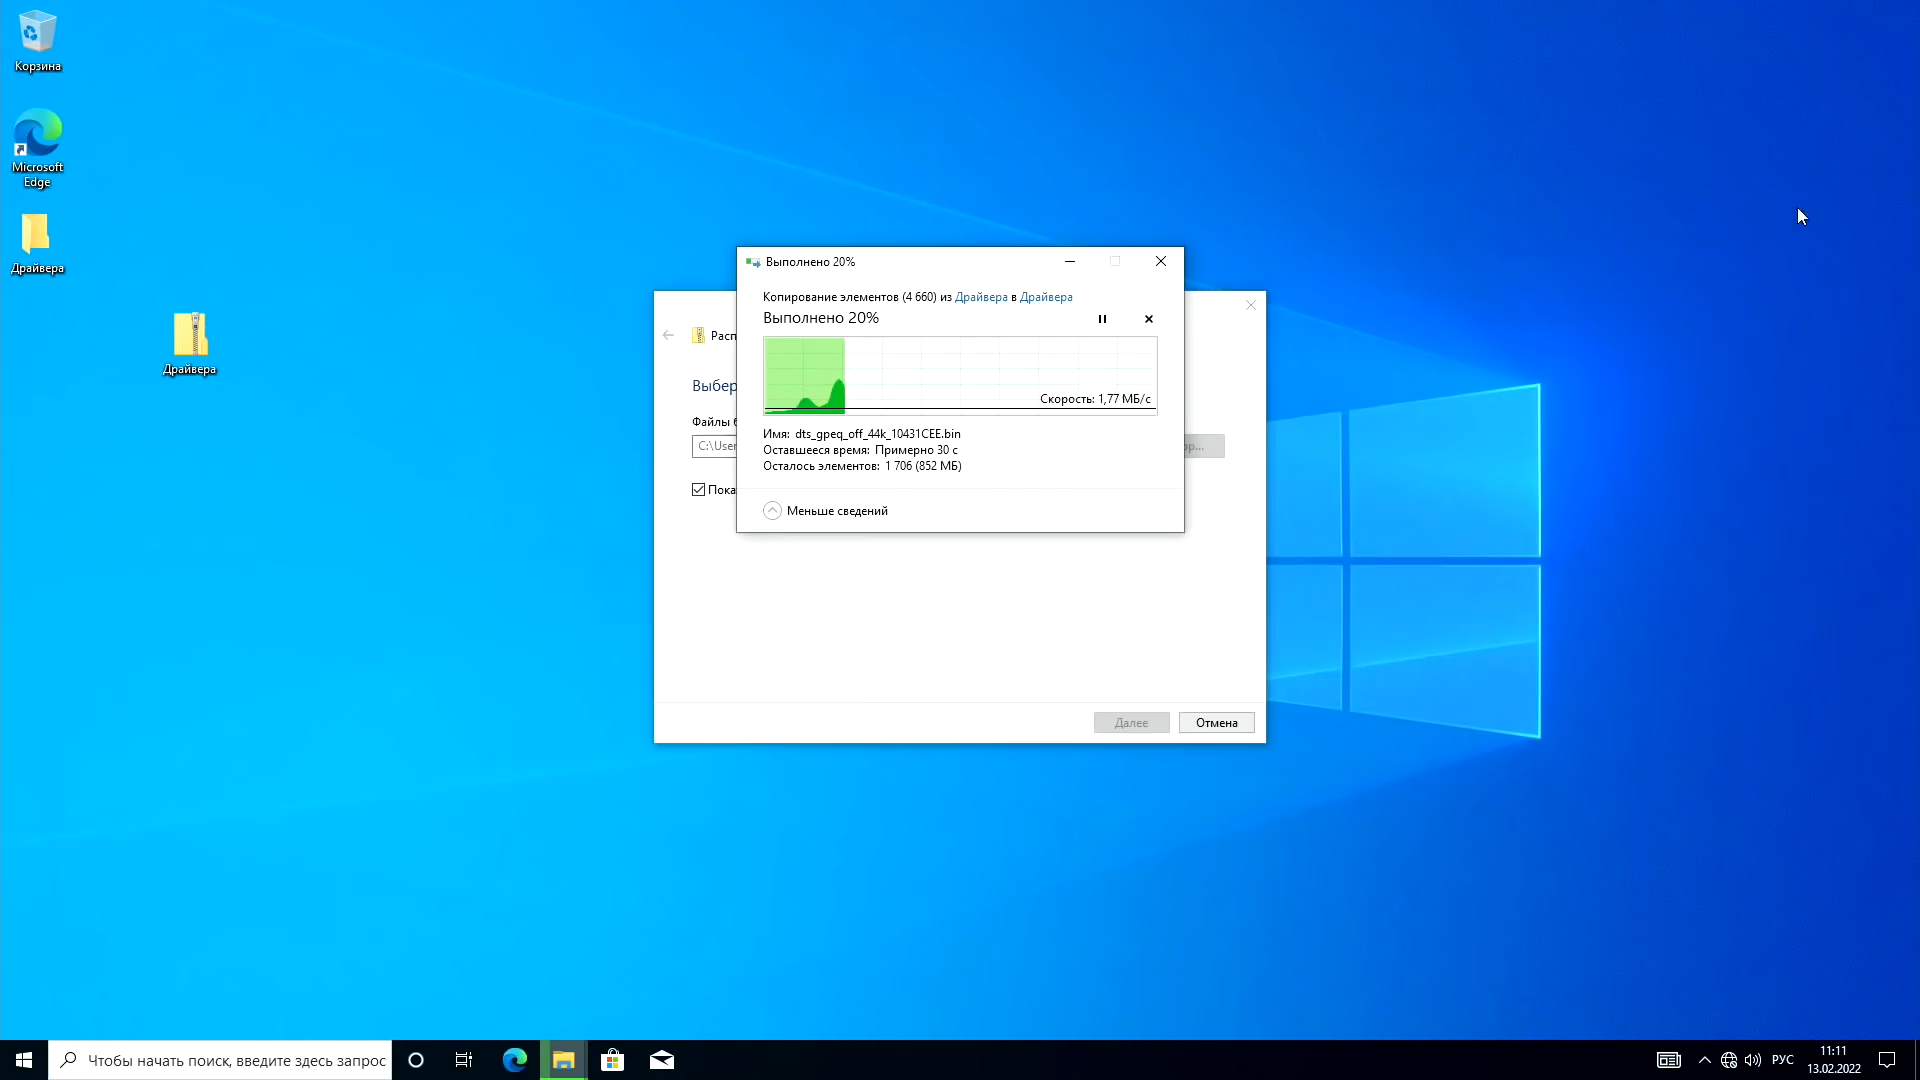 Корзина
Microsoft
Edge
Драйвера
Драйвера
Выполнено 20%
Копирование элементов (4 660) из Драйвера в Драйвера
Выполнено 20%
Скорость: 1,77 МБ/с
Имя: dts_gpeq_off_44k_10431CEE.bin
Оставшееся время: Примерно 30 с
Осталось элементов: 1 706 (852 МБ)
Меньше сведений
Расп
Выбер
Файлы
C:\User
ор...
Пока
Далее
Отмена
Чтобы начать поиск, введите здесь запрос
РУС
11:11
13.02.2022